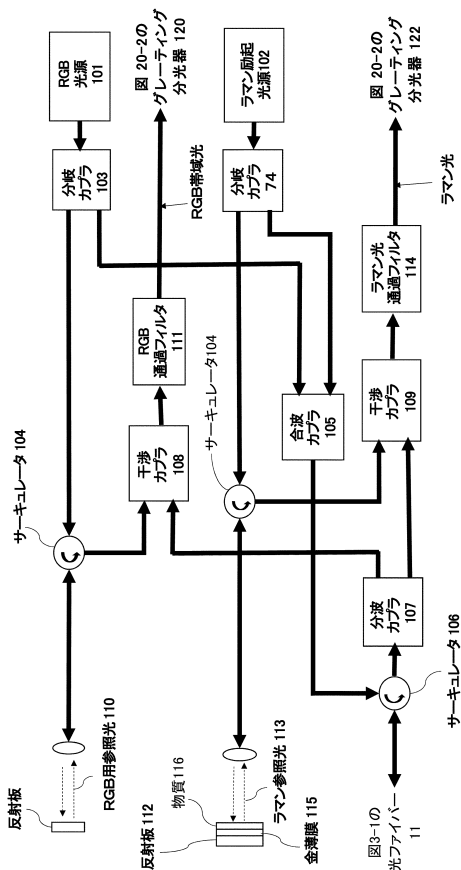 RGB
光源
101
図 20-2の
グレーティング
分光器 120
分岐
カプラ
103
RGB帯域光
ラマン励起
光源102
分岐
カプラ
74
図 20-2の
グレーティング
分光器 122
ラマン光
RGB
通過フィルタ
111
ラマン光
通過フィルタ
114
サーキュレータ104
干渉
カプラ
108
サーキュレータ104
合波
カプラ
105
干渉
カプラ
109
分波
カプラ
107
サーキュレータ106
反射板
RGB用参照光 110
反射板 112
物質116
ラマン参照光 113
金薄膜 115
図3-1の
光ファイバー
11